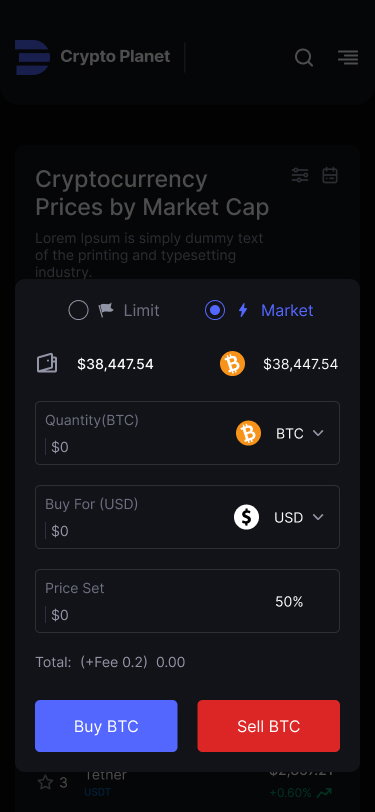 Crypto Planet
Cryptocurrency
Prices by Market Cap
Lorem Ipsum is simply dummy text
of the printing and typesetting
industry.
Limit Market
$38,447.54 $38,447.54
Quantity(BTC)
$0
BTC
Buy For (USD)
$0
USD
Price Set
$0
50%
Total: (+Fee 0.2) 0.00
Buy BTC Sell BTC
3 Tether
USDT
+0.60%